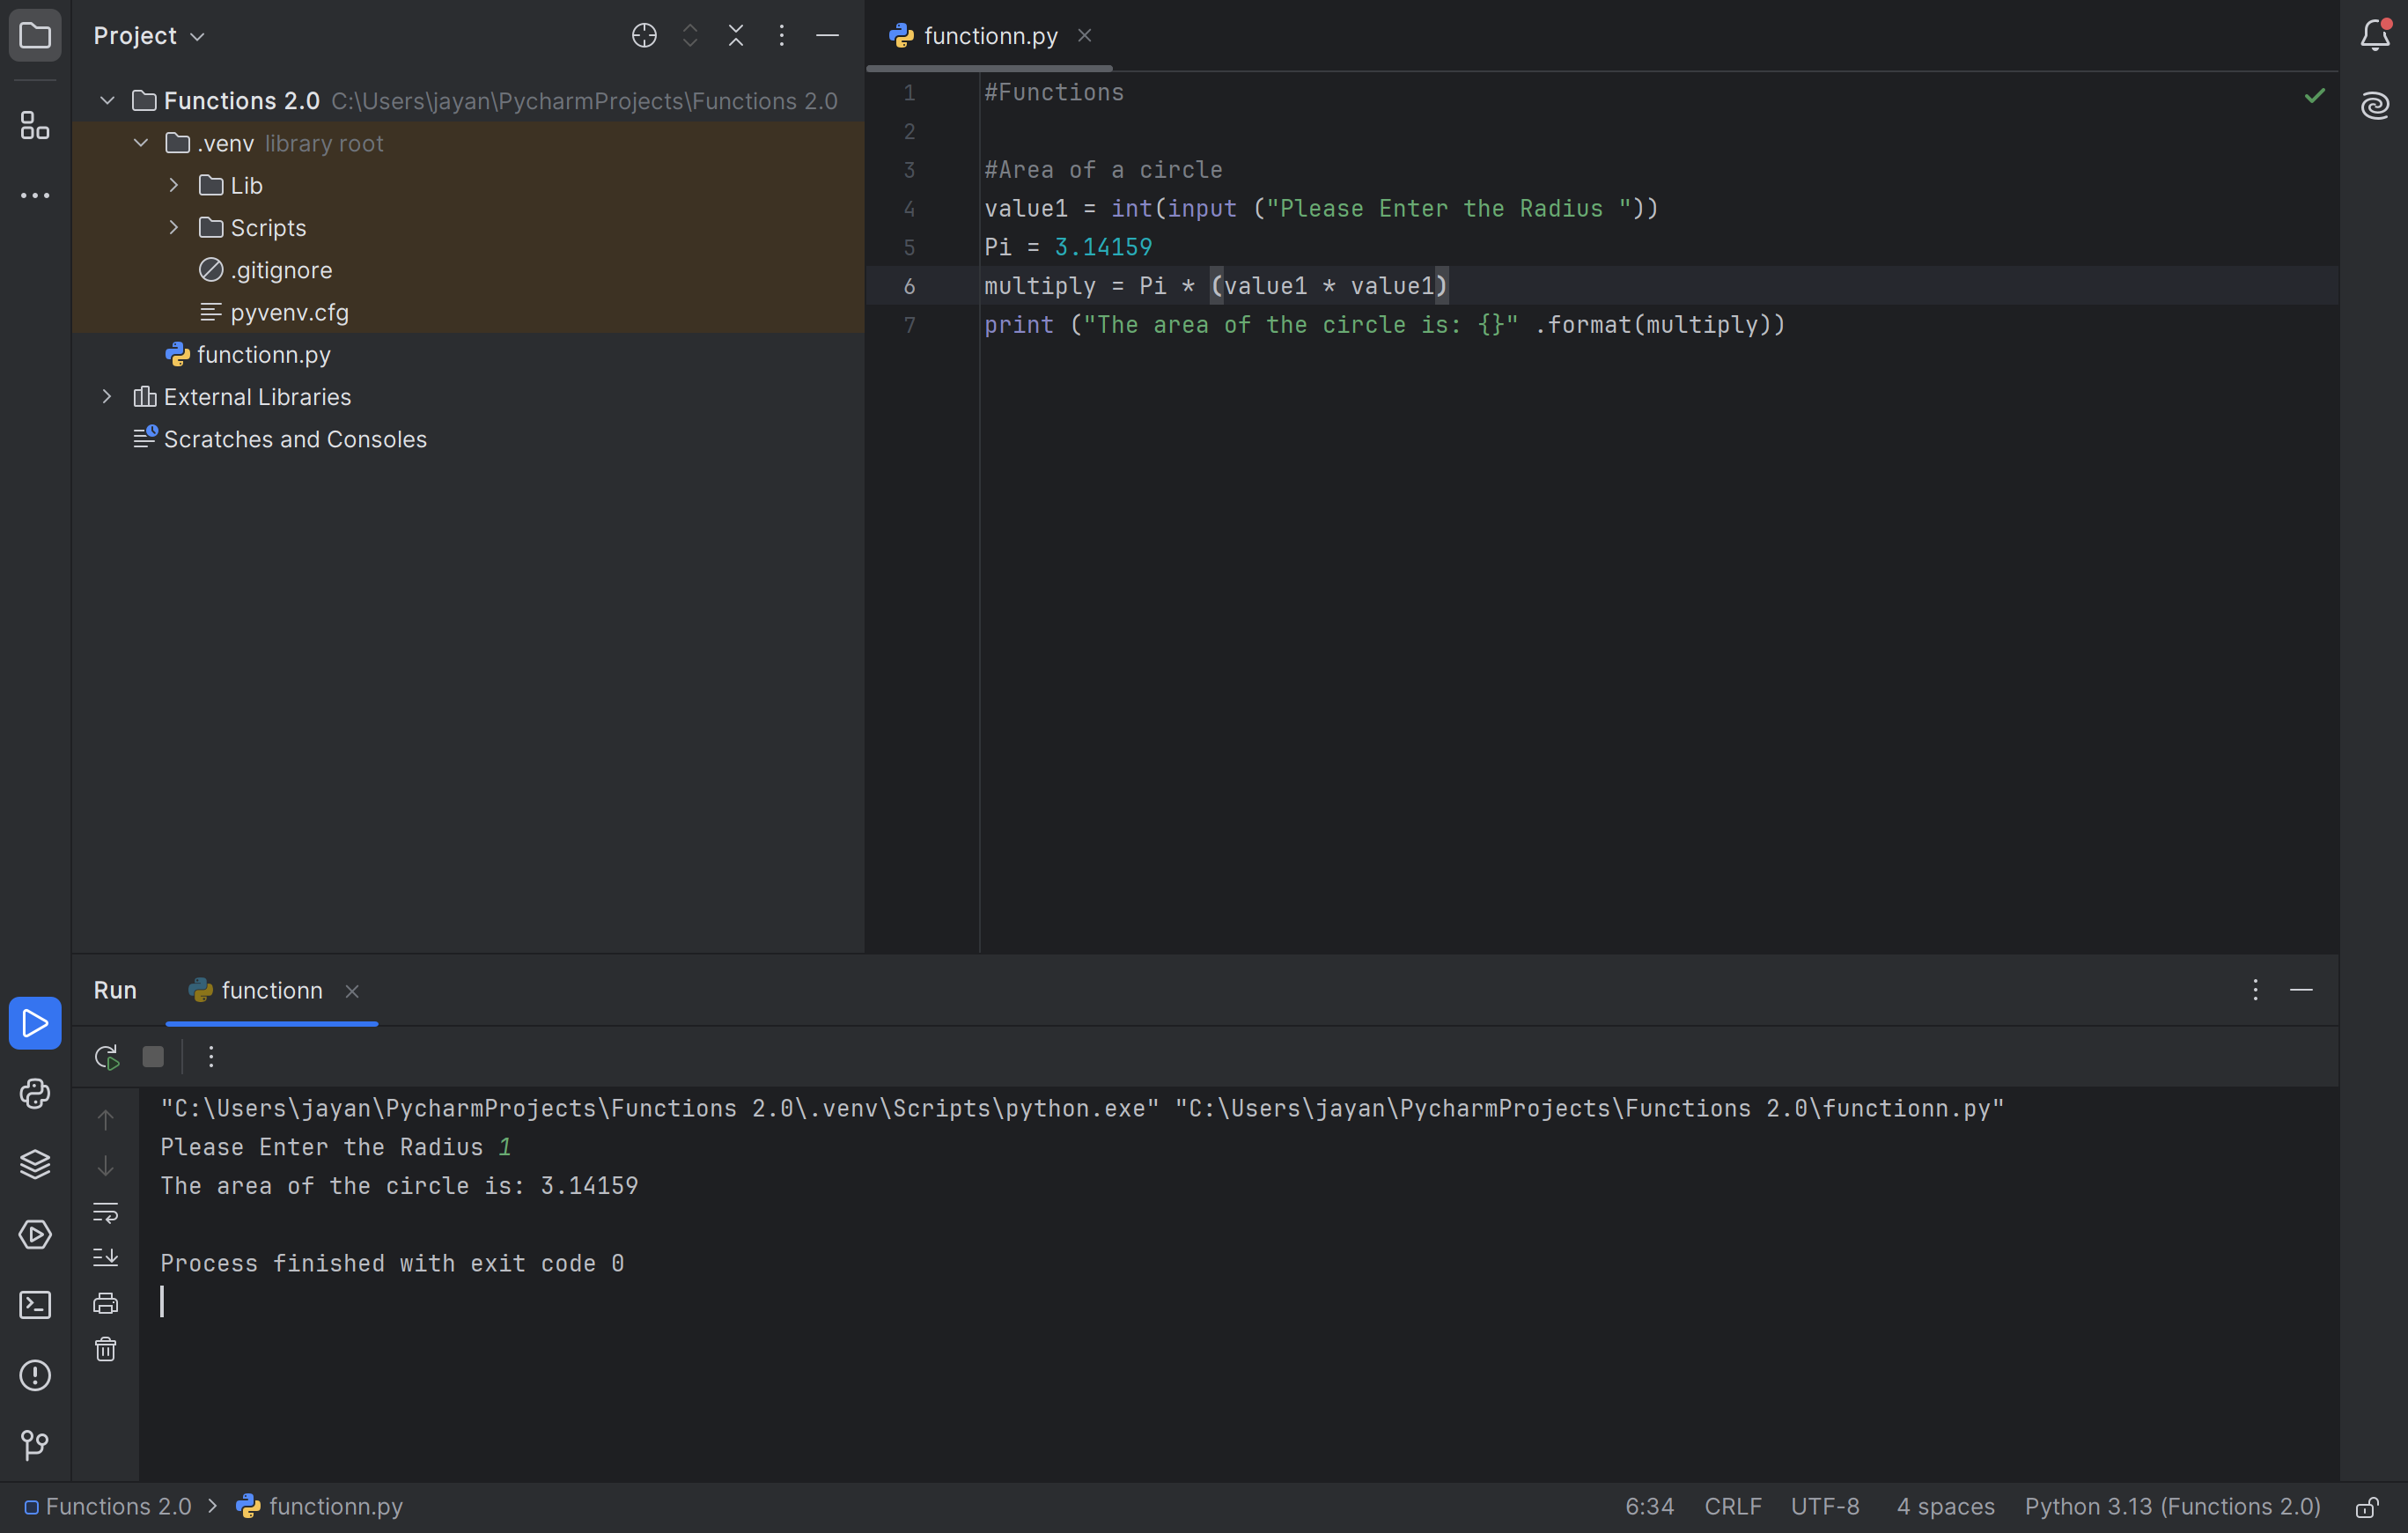 Project
Functions 2.0 C:\Users\jayan\PycharmProjects\Functions 2.0
.venv library root
Lib
Scripts
.gitignore
pyvenv.cfg
functionn.py
External Libraries
Scratches and Consoles
functionn.py
1 #Functions
2
3 #Area of a circle
4 value1 = int(input ("Please Enter the Radius "))
5 Pi = 3.14159
6 multiply = Pi * (value1 * value1)
7 print ("The area of the circle is: {}" .format(multiply))
Run functionn
"C:\Users\jayan\PycharmProjects\Functions 2.0\.venv\Scripts\python.exe" "C:\Users\jayan\PycharmProjects\Functions 2.0\functionn.py"
Please Enter the Radius 1
The area of the circle is: 3.14159
Process finished with exit code 0
Functions 2.0 functionn.py 6:34 CRLF UTF-8 4 spaces Python 3.13 (Functions 2.0)